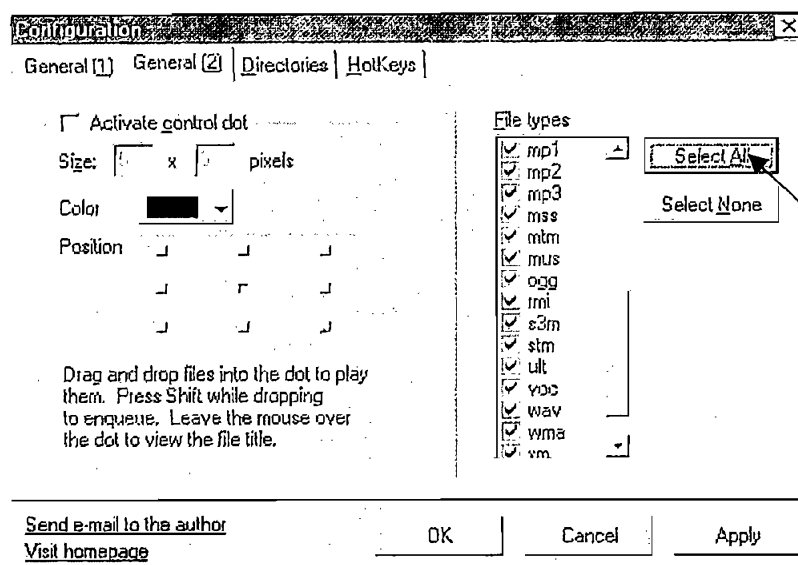 Configuration
General [1] General [2] Directories HotKeys
Activate control dot
Size: x pixels
Color
Position
Drag and drop files into the dot to play
them. Press Shift while dropping
to enqueue. Leave the mouse over
the dot to view the file title.
File types
mp1
mp2
mp3
mss
mtm
mus
ogg
rmi
s3m
stm
ult
voc
wav
wma
xm
Select All
Select None
Send e-mail to the author
Visit homepage
OK Cancel Apply